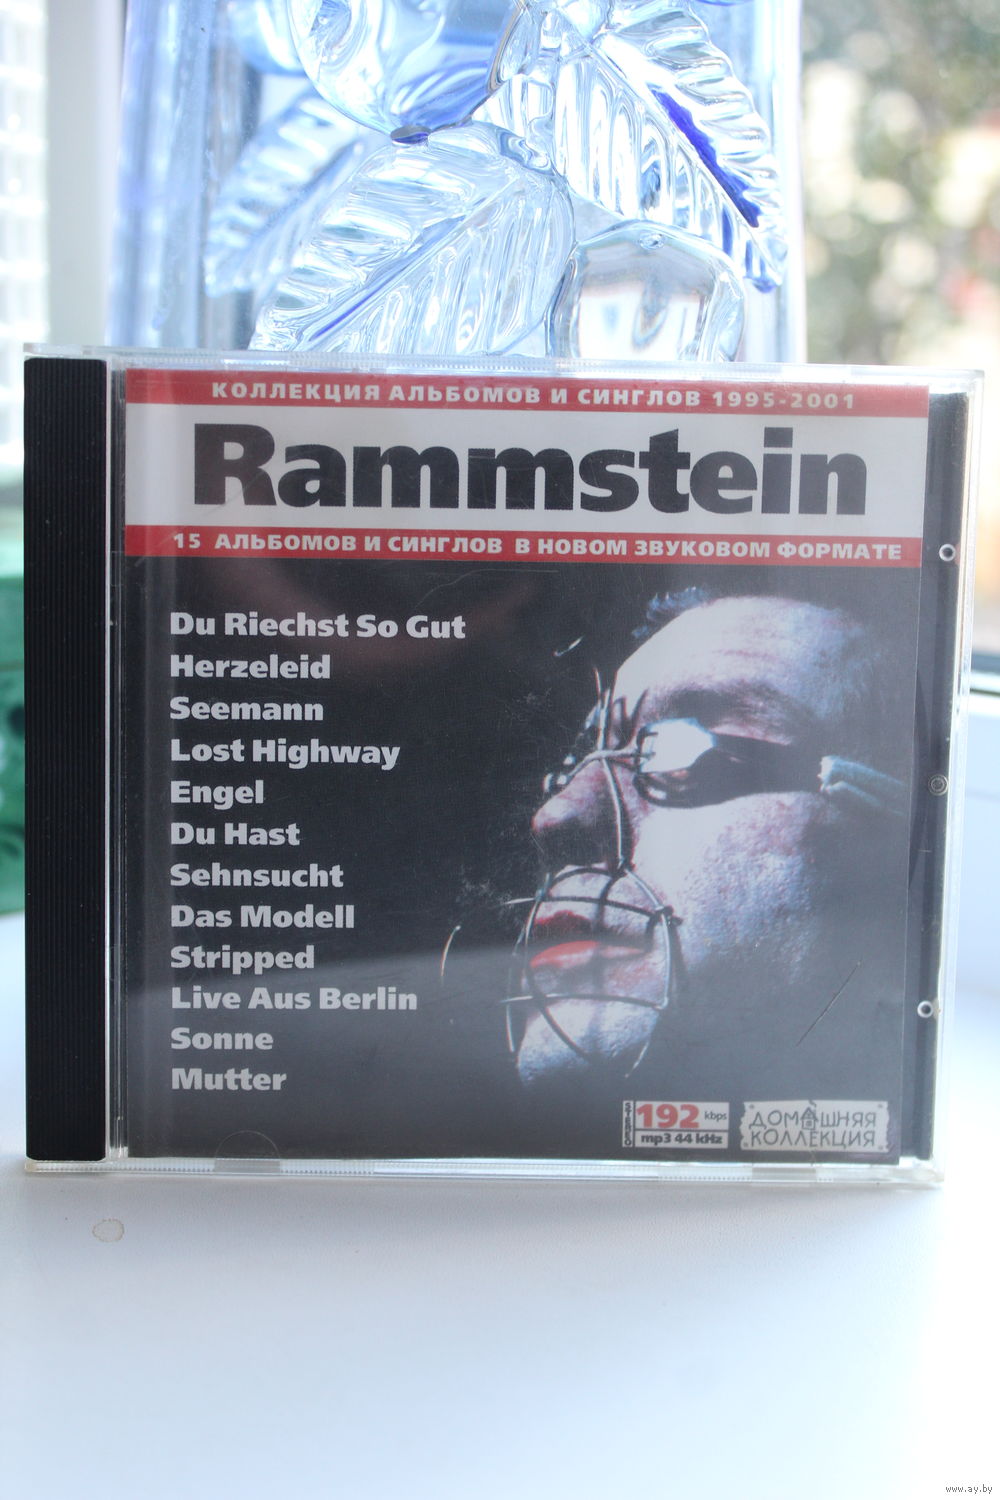 КОЛЛЕКЦИЯ АЛЬБОМОВ И СИНГЛОВ 1995-2001
Rammstein
15 АЛЬБОМОВ И СИНГЛОВ В НОВОМ ЗВУКОВОМ ФОРМАТЕ
Du Riechst So Gut
Herzeleid
Seemann
Lost Highway
Engel
Du Hast
Sehnsucht
Das Modell
Stripped
Live Aus Berlin
Sonne
Mutter
STEREO
192 kbps
mp3 44 kHz
ДОМАШНЯЯ
КОЛЛЕКЦИЯ
www.ay.by